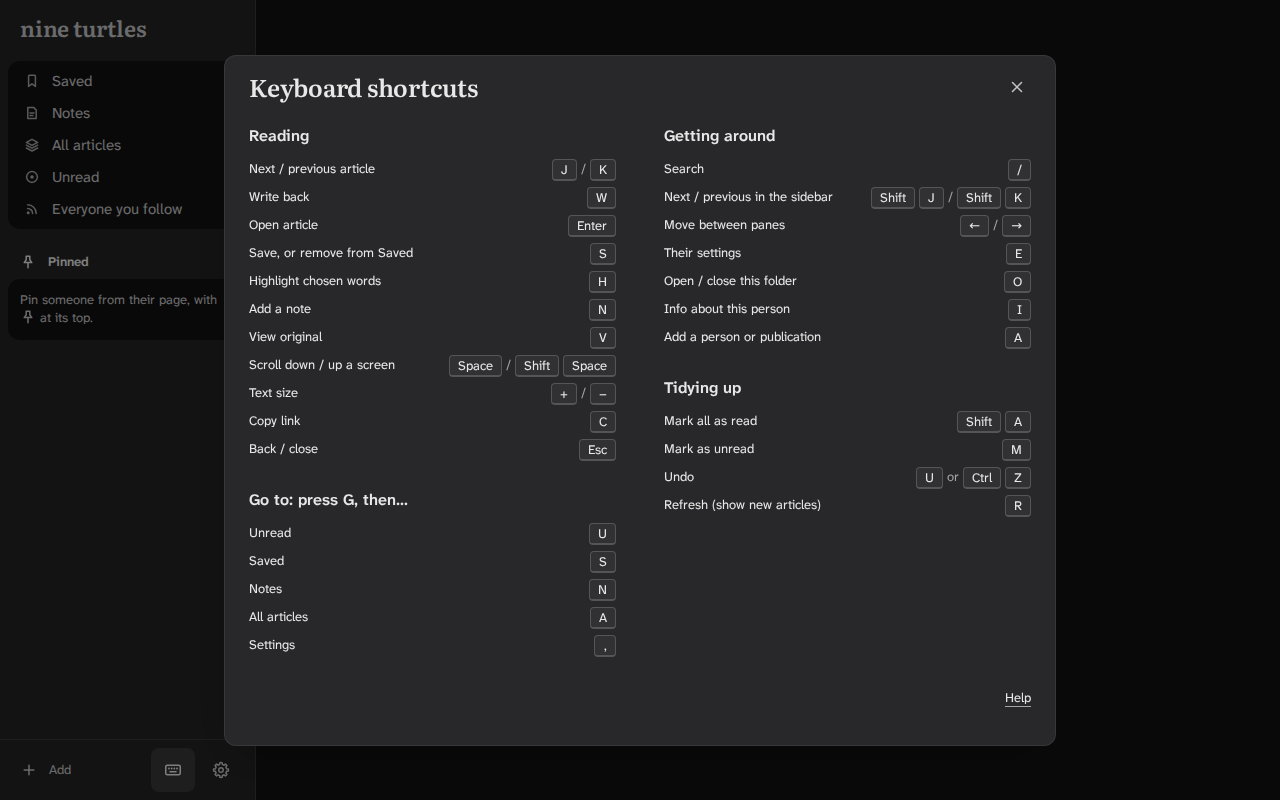 nine turtles
Saved
Notes
All articles
Unread
Everyone you follow
Pinned
Pin someone from their page, with
at its top.
Add
Keyboard shortcuts
Reading
Next / previous article J / K
Write back W
Open article Enter
Save, or remove from Saved S
Highlight chosen words H
Add a note N
View original V
Scroll down / up a screen Space / Shift Space
Text size + / −
Copy link C
Back / close Esc
Go to: press G, then...
Unread U
Saved S
Notes N
All articles A
Settings ,
Getting around
Search /
Next / previous in the sidebar Shift J / Shift K
Move between panes ← / →
Their settings E
Open / close this folder O
Info about this person I
Add a person or publication A
Tidying up
Mark all as read Shift A
Mark as unread M
Undo U or Ctrl Z
Refresh (show new articles) R
Help